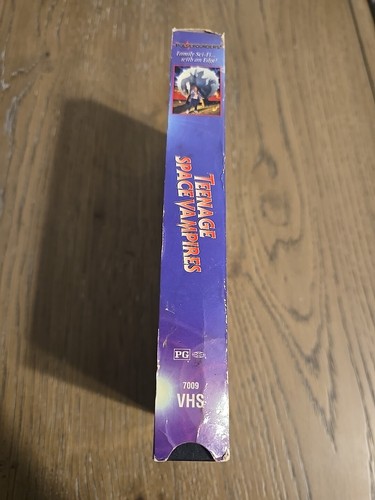 Family Sci-Fi...
with an Edge!
TEENAGE
SPACE VAMPIRES
PG
7009
VHS